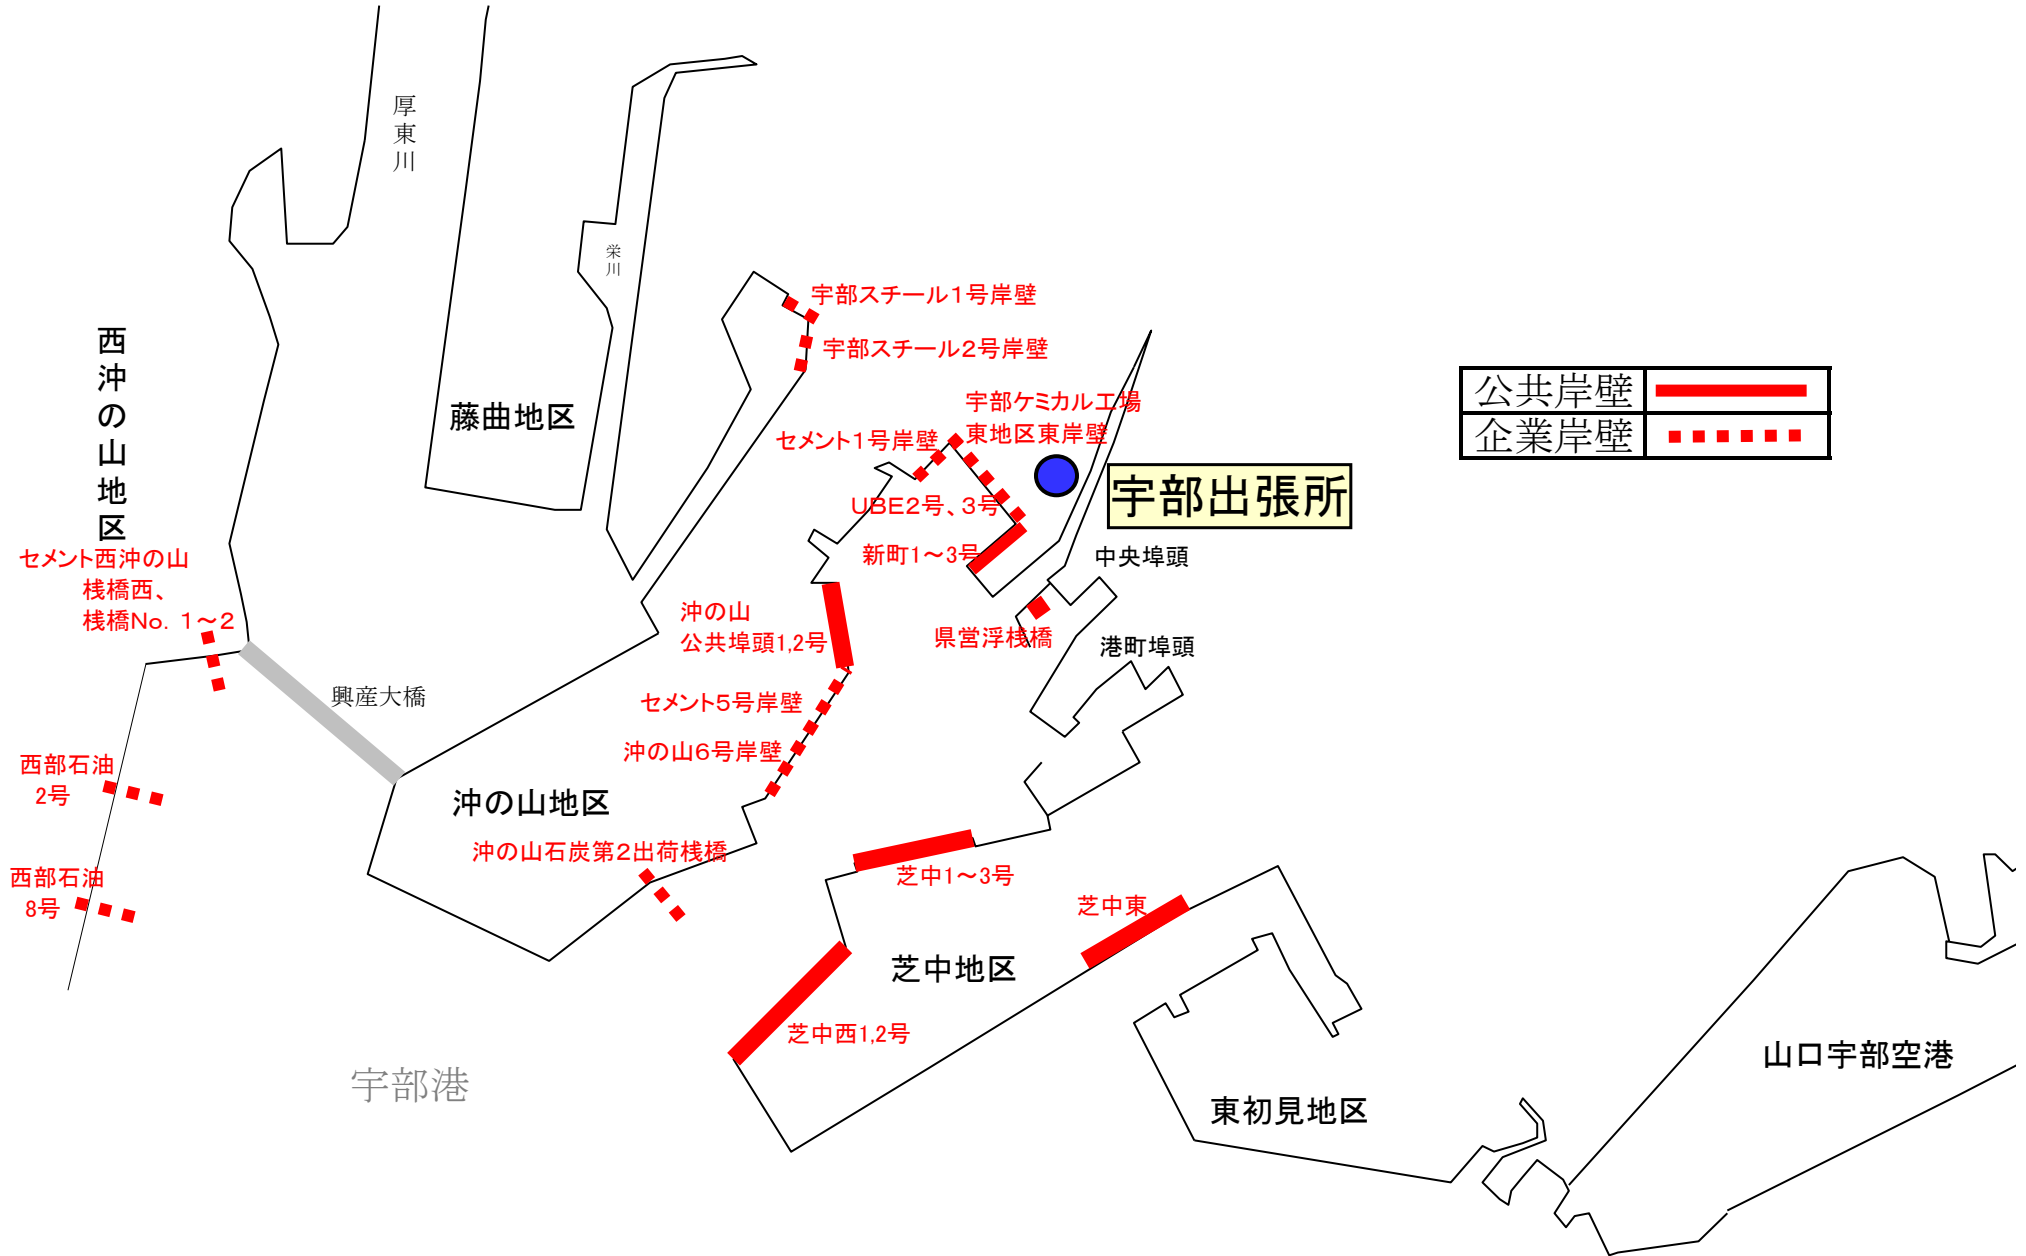 厚東川
栄川
宇部スチール1号岸壁
宇部スチール2号岸壁
西沖の山地区
藤曲地区
公共岸壁
企業岸壁
宇部ケミカル工場
東地区東岸壁
セメント1号岸壁
宇部出張所
UBE2号、3号
新町1～3号
中央埠頭
セメント西沖の山
桟橋西、
桟橋No.1～2
沖の山
公共埠頭1,2号
県営浮桟橋
港町埠頭
興産大橋
セメント5号岸壁
沖の山6号岸壁
西部石油
2号
沖の山地区
沖の山石炭第2出荷桟橋
西部石油
8号
芝中1～3号
芝中東
芝中地区
芝中西1,2号
宇部港
東初見地区
山口宇部空港